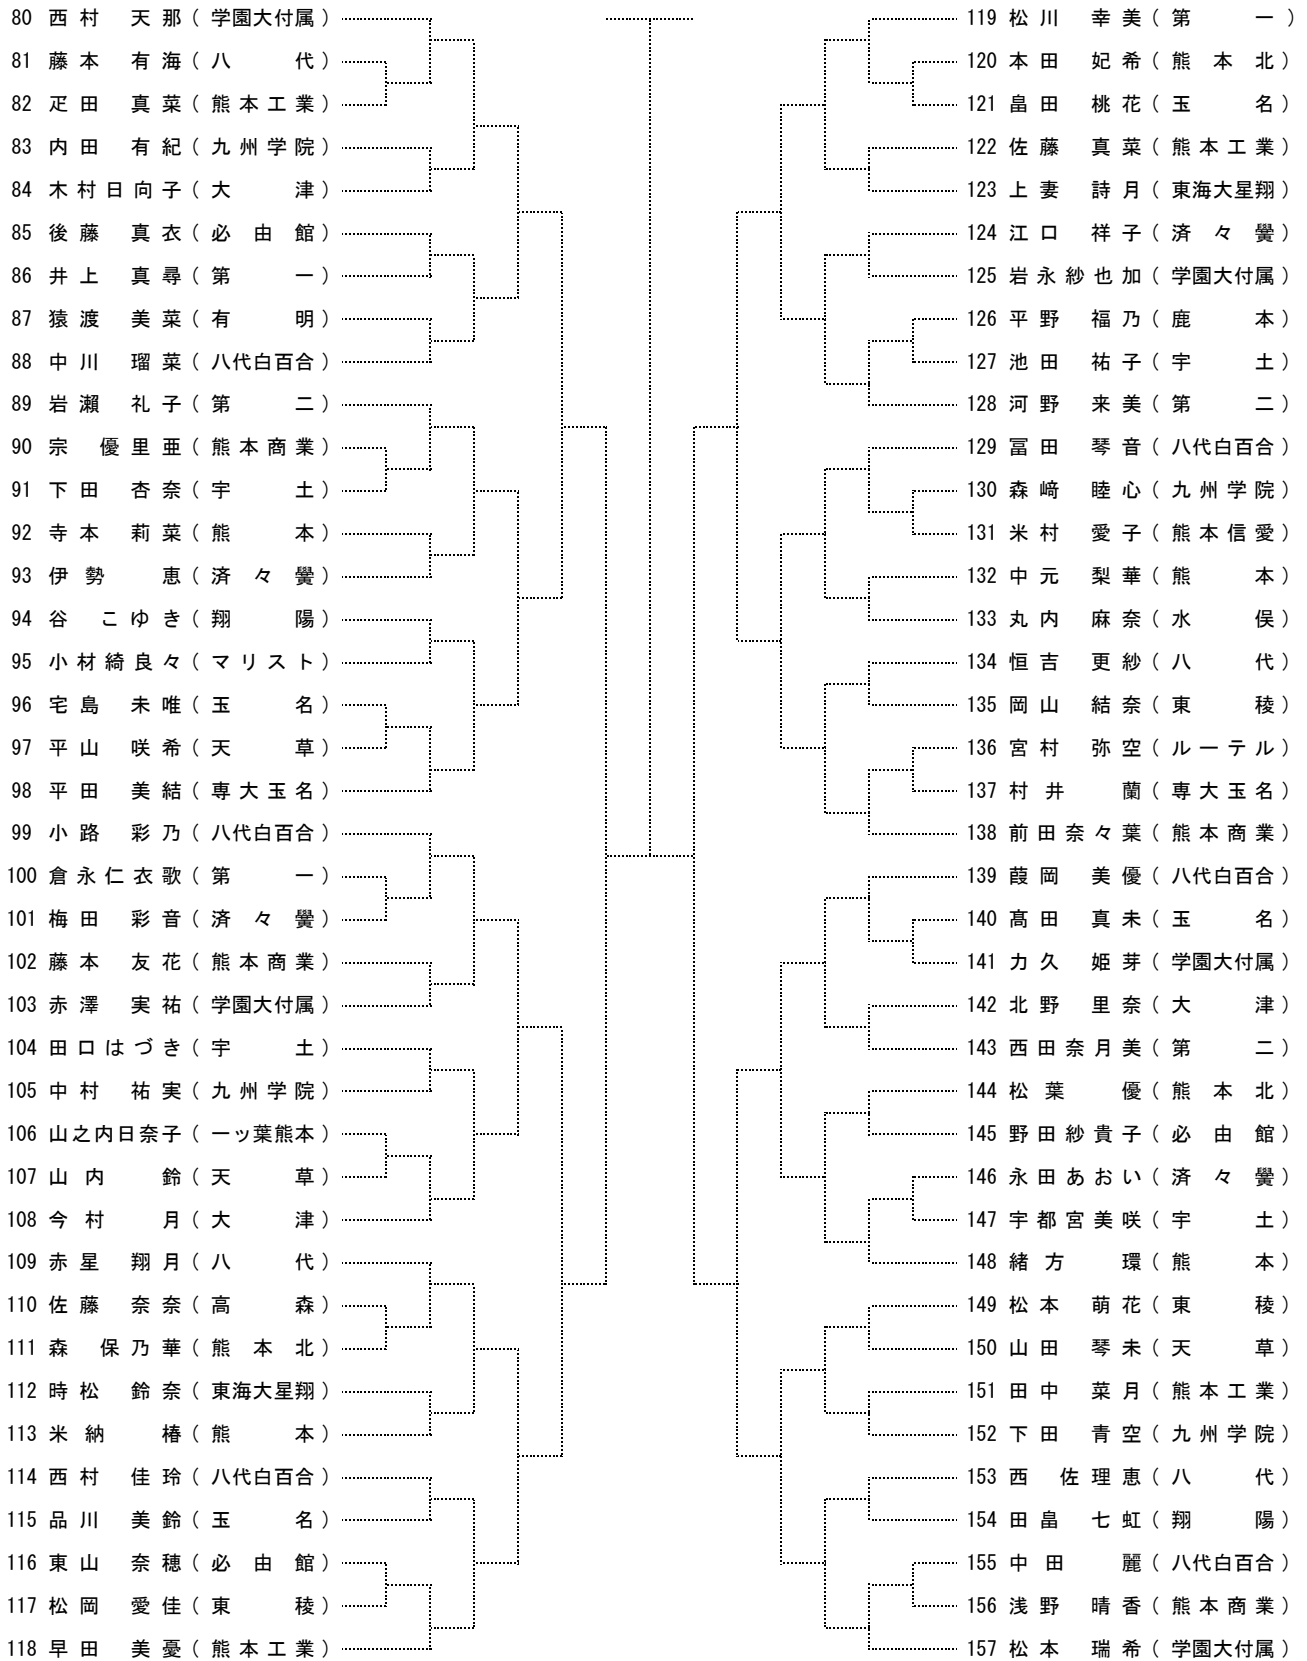 80 西村 天那（学園大付属）
81 藤本 有海（八代）
82 疋田 真菜（熊本工業）
83 内田 有紀（九州学院）
84 木村日向子（大津）
85 後藤 真衣（必由館）
86 井上 真尋（第一）
87 猿渡 美菜（有明）
88 中川 瑠菜（八代白百合）
89 岩瀬 礼子（第二）
90 宗 優里亜（熊本商業）
91 下田 杏奈（宇土）
92 寺本 莉菜（熊本）
93 伊勢 恵（済々黌）
94 谷 こゆき（翔陽）
95 小材綺良々（マリスト）
96 宅島 未唯（玉名）
97 平山 咲希（天草）
98 平田 美結（専大玉名）
99 小路 彩乃（八代白百合）
100 倉永仁衣歌（第一）
101 梅田 彩音（済々黌）
102 藤本 友花（熊本商業）
103 赤澤 実祐（学園大付属）
104 田口はづき（宇土）
105 中村 祐実（九州学院）
106 山之内日奈子（一ッ葉熊本）
107 山内 鈴（天草）
108 今村 月（大津）
109 赤星 翔月（八代）
110 佐藤 奈奈（高森）
111 森 保乃華（熊本北）
112 時松 鈴奈（東海大星翔）
113 米納 椿（熊本）
114 西村 佳玲（八代白百合）
115 品川 美鈴（玉名）
116 東山 奈穂（必由館）
117 松岡 愛佳（東稜）
118 早田 美憂（熊本工業）
119 松川 幸美（第一）
120 本田 妃希（熊本北）
121 畠田 桃花（玉名）
122 佐藤 真菜（熊本工業）
123 上妻 詩月（東海大星翔）
124 江口 祥子（済々黌）
125 岩永紗也加（学園大付属）
126 平野 福乃（鹿本）
127 池田 祐子（宇土）
128 河野 来美（第二）
129 冨田 琴音（八代白百合）
130 森﨑 睦心（九州学院）
131 米村 愛子（熊本信愛）
132 中元 梨華（熊本）
133 丸内 麻奈（水俣）
134 恒吉 更紗（八代）
135 岡山 結奈（東稜）
136 宮村 弥空（ルーテル）
137 村井 蘭（専大玉名）
138 前田奈々葉（熊本商業）
139 葭岡 美優（八代白百合）
140 髙田 真未（玉名）
141 力久 姫芽（学園大付属）
142 北野 里奈（大津）
143 西田奈月美（第二）
144 松葉 優（熊本北）
145 野田紗貴子（必由館）
146 永田あおい（済々黌）
147 宇都宮美咲（宇土）
148 緒方 環（熊本）
149 松本 萌花（東稜）
150 山田 琴未（天草）
151 田中 菜月（熊本工業）
152 下田 青空（九州学院）
153 西 佐理恵（八代）
154 田畠 七虹（翔陽）
155 中田 麗（八代白百合）
156 浅野 晴香（熊本商業）
157 松本 瑞希（学園大付属）